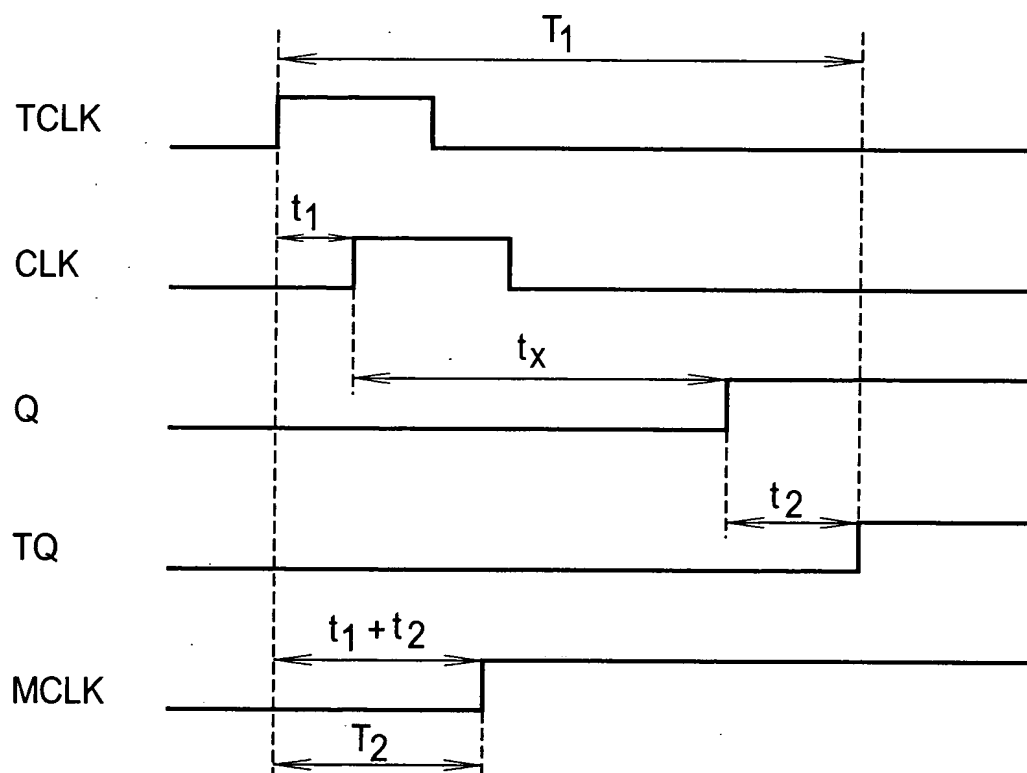 T₁
TCLK
t₁
CLK
tₓ
Q
t₂
TQ
t₁ + t₂
MCLK
T₂